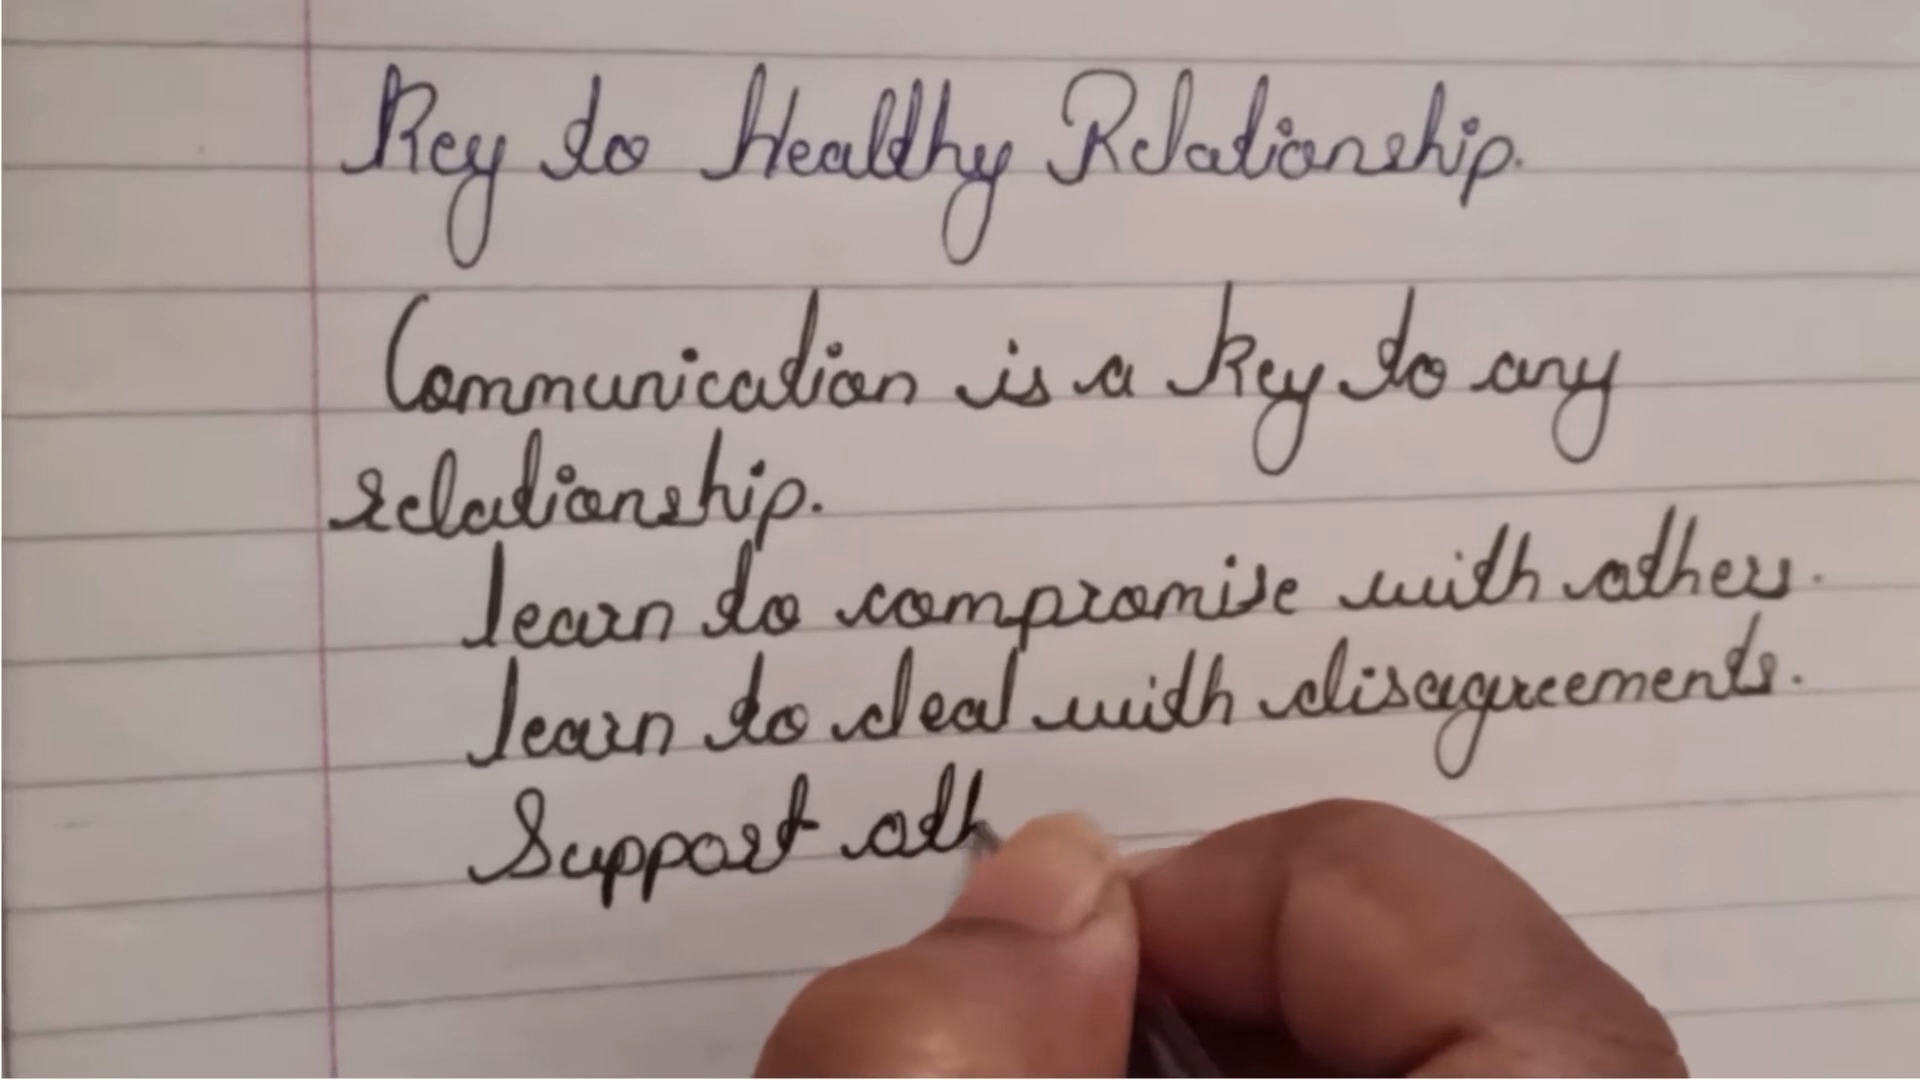 Key to Healthy Relationship.
Communication is a key to any
relationship.
learn to compromise with others.
learn to deal with disagreements.
Support oth